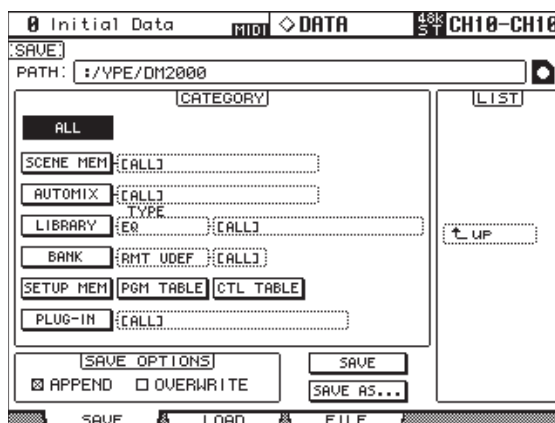 0 Initial Data MIDI ◇DATA 48K ST CH10-CH10
SAVE
PATH: :/YPE/DM2000
CATEGORY LIST
ALL
SCENE MEM [ALL]
AUTOMIX [ALL]
TYPE
LIBRARY EQ [ALL]
UP
BANK RMT UDEF [ALL]
SETUP MEM PGM TABLE CTL TABLE
PLUG-IN [ALL]
SAVE OPTIONS SAVE
APPEND OVERWRITE SAVE AS...
SAVE LOAD FILE